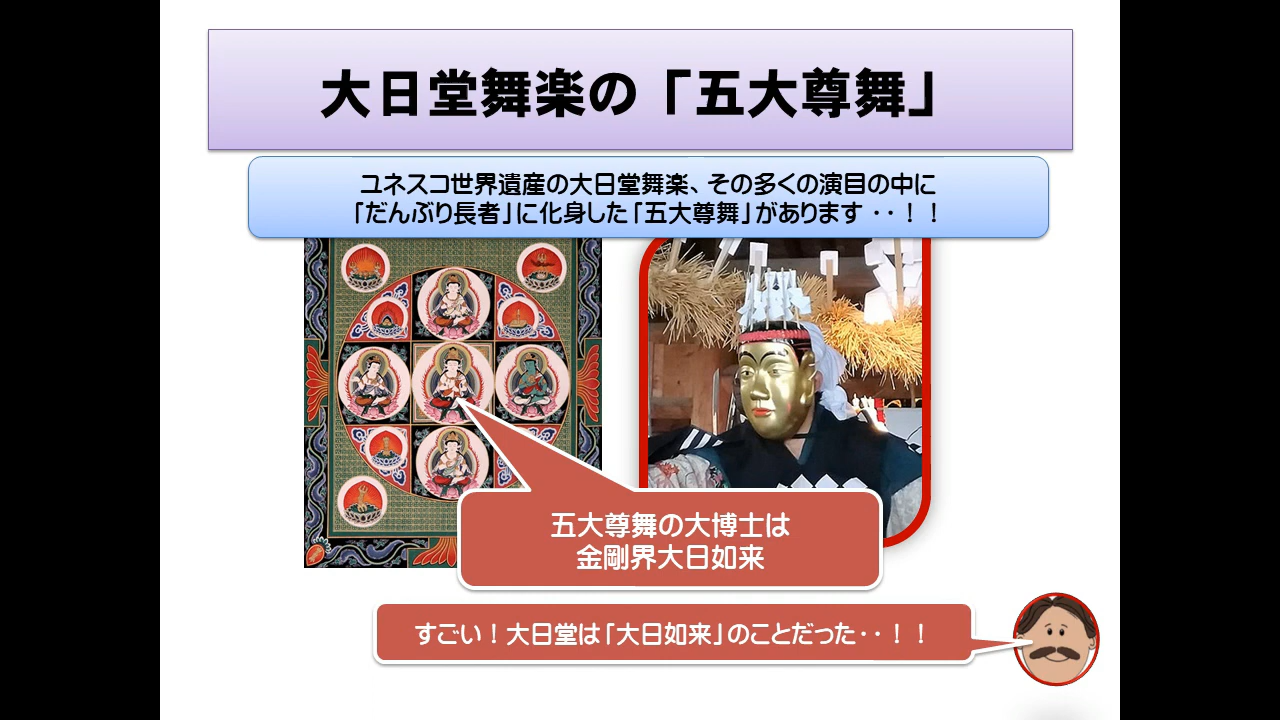 大日堂舞楽の「五大尊舞」
ユネスコ世界遺産の大日堂舞楽、その多くの演目の中に
「だんぶり長者」に化身した「五大尊舞」があります ‥！！
五大尊舞の大博士は
金剛界大日如来
すごい！大日堂は「大日如来」のことだった‥！！